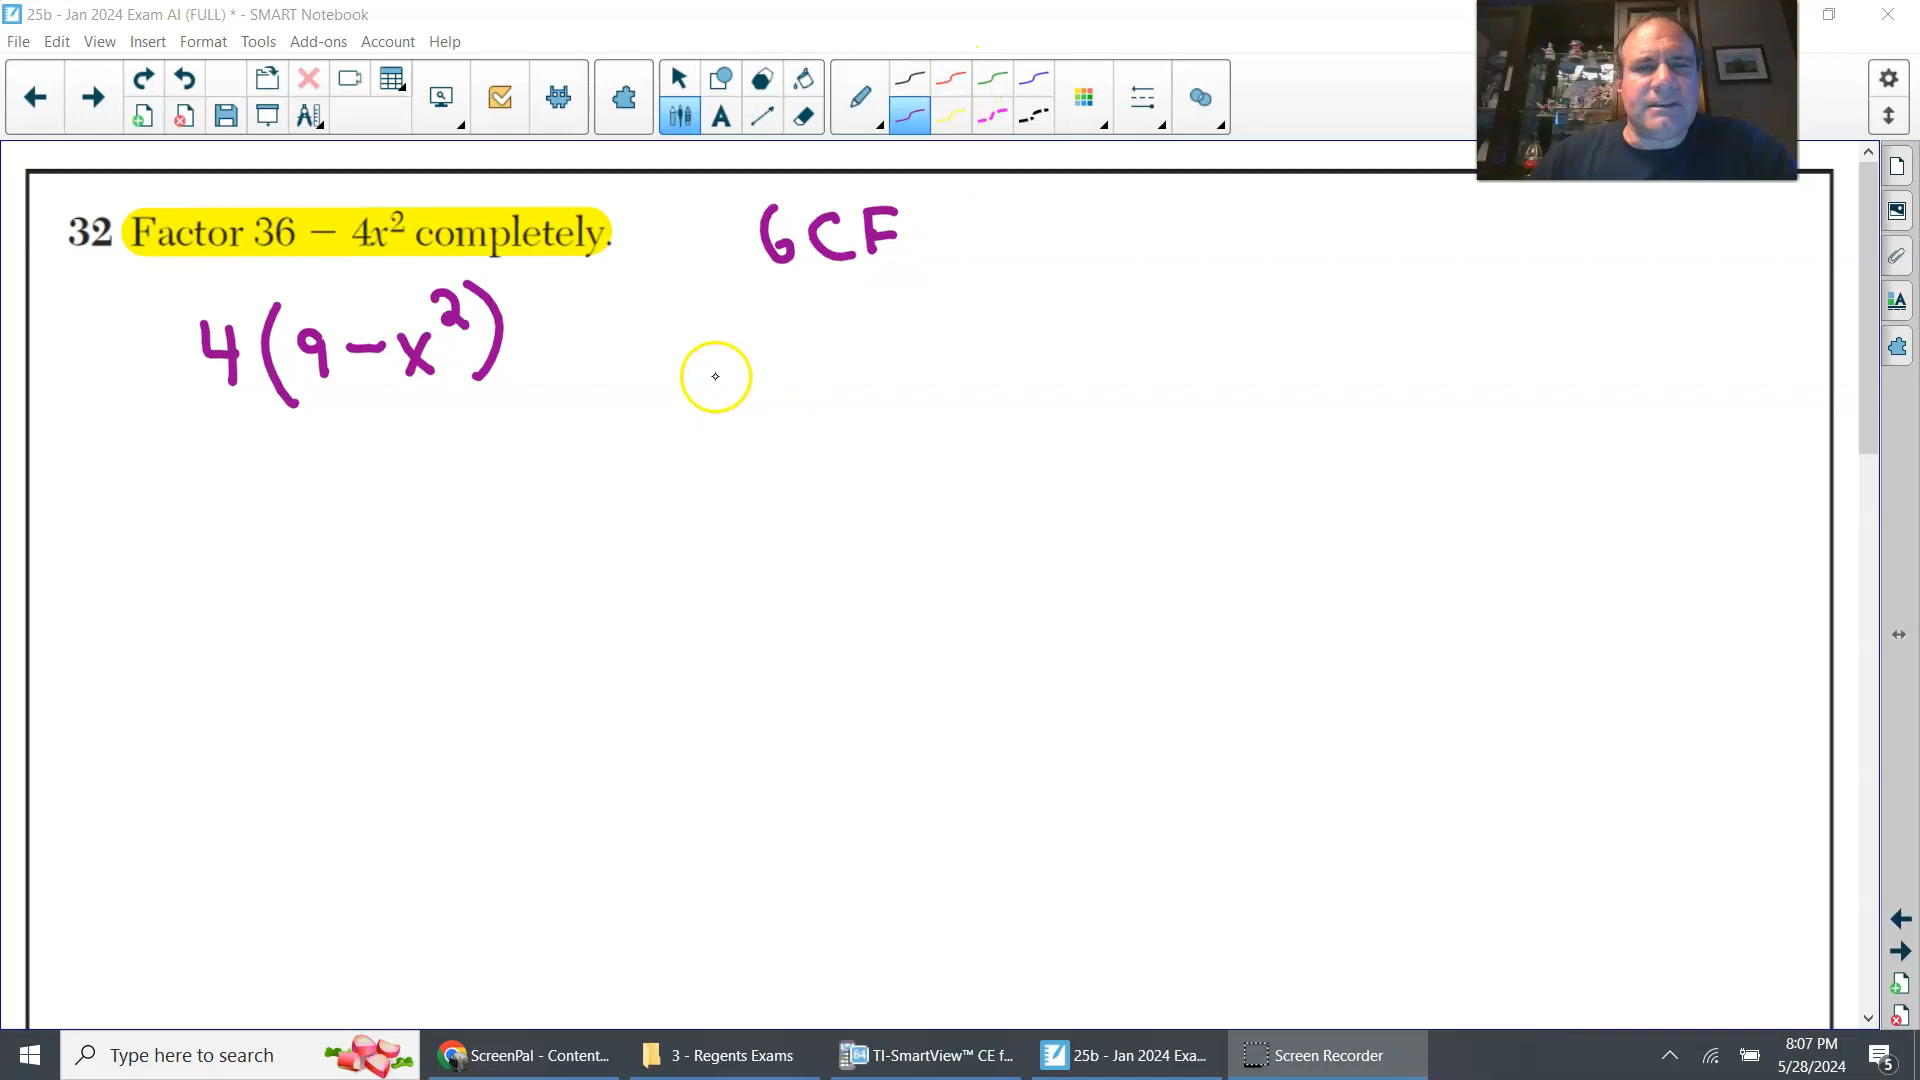 25b - Jan 2024 Exam AI (FULL) * - SMART Notebook
File Edit View Insert Format Tools Add-ons Account Help
32 Factor 36 − 4x² completely.
GCF
4(9−x²)
Type here to search
ScreenPal - Content...
3 - Regents Exams
84
TI-SmartView™ CE f...
25b - Jan 2024 Exa...
Screen Recorder
8:07 PM
5/28/2024
5